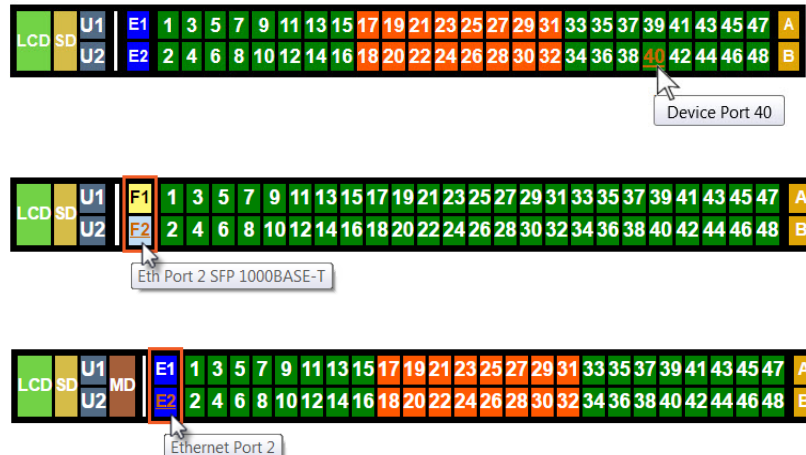 LCD SD U1 E1 1 3 5 7 9 11 13 15 17 19 21 23 25 27 29 31 33 35 37 39 41 43 45 47 A
U2 E2 2 4 6 8 10 12 14 16 18 20 22 24 26 28 30 32 34 36 38 40 42 44 46 48 B
Device Port 40
LCD SD U1 F1 1 3 5 7 9 11 13 15 17 19 21 23 25 27 29 31 33 35 37 39 41 43 45 47 A
U2 F2 2 4 6 8 10 12 14 16 18 20 22 24 26 28 30 32 34 36 38 40 42 44 46 48 B
Eth Port 2 SFP 1000BASE-T
LCD SD U1 MD E1 1 3 5 7 9 11 13 15 17 19 21 23 25 27 29 31 33 35 37 39 41 43 45 47 A
U2 E2 2 4 6 8 10 12 14 16 18 20 22 24 26 28 30 32 34 36 38 40 42 44 46 48 B
Ethernet Port 2